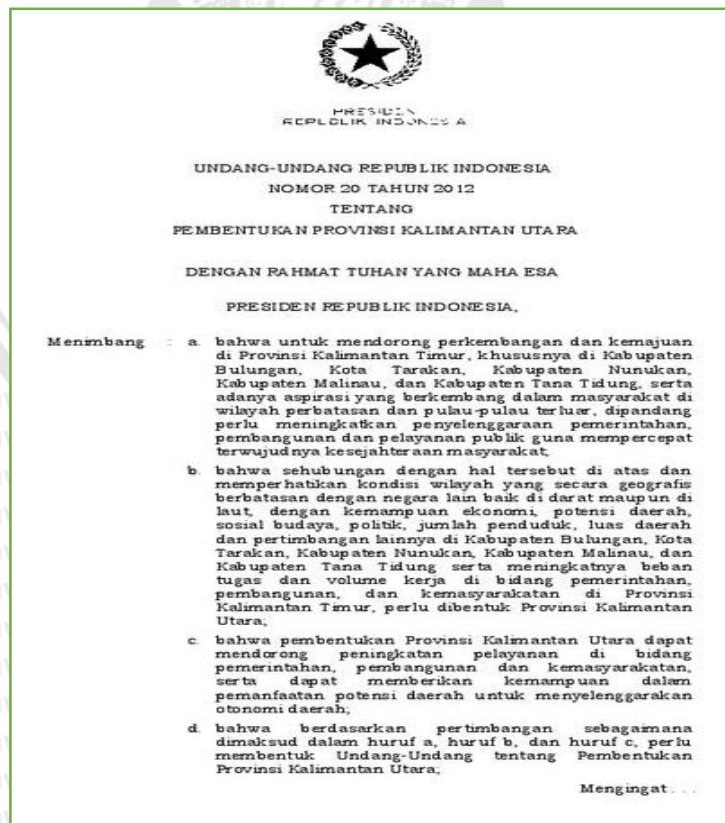 PRESIDEN
REPUBLIK INDONESIA
UNDANG-UNDANG REPUBLIK INDONESIA
NOMOR 20 TAHUN 2012
TENTANG
PEMBENTUKAN PROVINSI KALIMANTAN UTARA
DENGAN RAHMAT TUHAN YANG MAHA ESA
PRESIDEN REPUBLIK INDONESIA,
Menimbang : a. bahwa untuk mendorong perkembangan dan kemajuan
di Provinsi Kalimantan Timur, khususnya di Kabupaten
Bulungan, Kota Tarakan, Kabupaten Nunukan,
Kabupaten Malinau, dan Kabupaten Tana Tidung, serta
adanya aspirasi yang berkembang dalam masyarakat di
wilayah perbatasan dan pulau-pulau terluar, dipandang
perlu meningkatkan penyelenggaraan pemerintahan,
pembangunan dan pelayanan publik guna mempercepat
terwujudnya kesejahteraan masyarakat;
b. bahwa sehubungan dengan hal tersebut di atas dan
memperhatikan kondisi wilayah yang secara geografis
berbatasan dengan negara lain baik di darat maupun di
laut, dengan kemampuan ekonomi, potensi daerah,
sosial budaya, politik, jumlah penduduk, luas daerah
dan pertimbangan lainnya di Kabupaten Bulungan, Kota
Tarakan, Kabupaten Nunukan, Kabupaten Malinau, dan
Kabupaten Tana Tidung serta meningkatnya beban
tugas dan volume kerja di bidang pemerintahan,
pembangunan, dan kemasyarakatan di Provinsi
Kalimantan Timur, perlu dibentuk Provinsi Kalimantan
Utara;
c. bahwa pembentukan Provinsi Kalimantan Utara dapat
mendorong peningkatan pelayanan di bidang
pemerintahan, pembangunan dan kemasyarakatan,
serta dapat memberikan kemampuan dalam
pemanfaatan potensi daerah untuk menyelenggarakan
otonomi daerah;
d. bahwa berdasarkan pertimbangan sebagaimana
dimaksud dalam huruf a, huruf b, dan huruf c, perlu
membentuk Undang-Undang tentang Pembentukan
Provinsi Kalimantan Utara;
Mengingat . . .